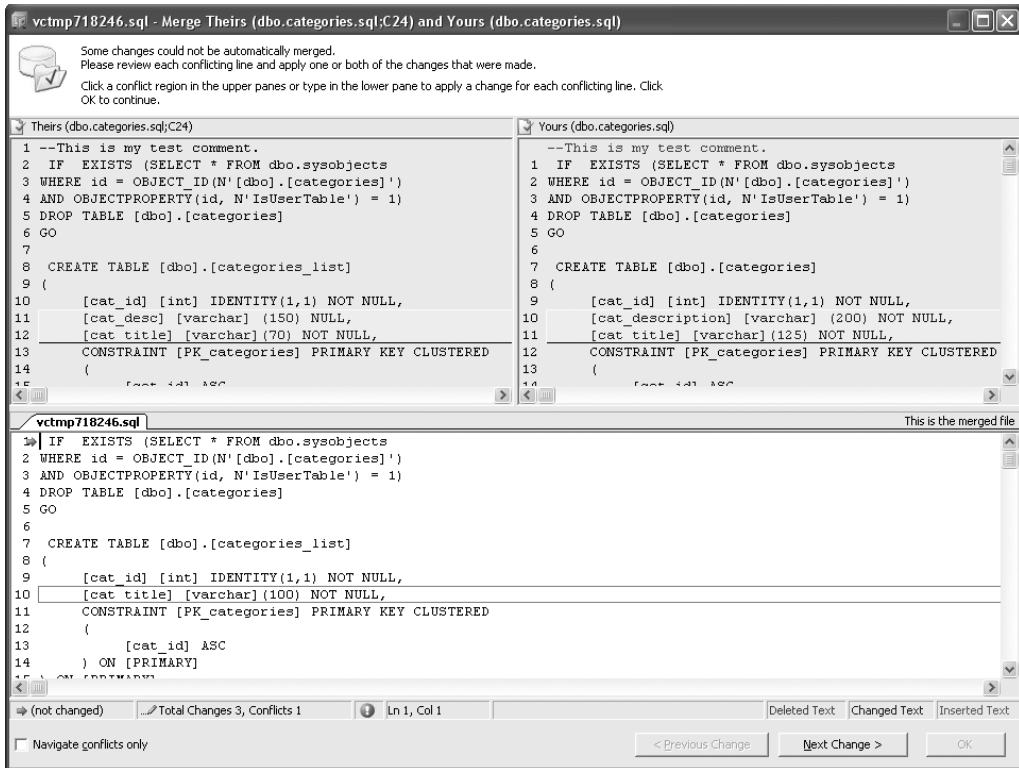 vctmp718246.sql - Merge Theirs (dbo.categories.sql;C24) and Yours (dbo.categories.sql)
Some changes could not be automatically merged.
Please review each conflicting line and apply one or both of the changes that were made.
Click a conflict region in the upper panes or type in the lower pane to apply a change for each conflicting line. Click
OK to continue.
Theirs (dbo.categories.sql;C24)
1 --This is my test comment.
2 IF EXISTS (SELECT * FROM dbo.sysobjects
3 WHERE id = OBJECT_ID(N'[dbo].[categories]')
4 AND OBJECTPROPERTY(id, N'IsUserTable') = 1)
5 DROP TABLE [dbo].[categories]
6 GO
7
8 CREATE TABLE [dbo].[categories_list]
9 (
10 [cat_id] [int] IDENTITY(1,1) NOT NULL,
11 [cat_desc] [varchar] (150) NULL,
12 [cat_title] [varchar](70) NOT NULL,
13 CONSTRAINT [PK_categories] PRIMARY KEY CLUSTERED
14 (
15 [cat_id] ASC
Yours (dbo.categories.sql)
--This is my test comment.
1 IF EXISTS (SELECT * FROM dbo.sysobjects
2 WHERE id = OBJECT_ID(N'[dbo].[categories]')
3 AND OBJECTPROPERTY(id, N'IsUserTable') = 1)
4 DROP TABLE [dbo].[categories]
5 GO
6
7 CREATE TABLE [dbo].[categories]
8 (
9 [cat_id] [int] IDENTITY(1,1) NOT NULL,
10 [cat_description] [varchar] (200) NOT NULL,
11 [cat_title] [varchar](125) NOT NULL,
12 CONSTRAINT [PK_categories] PRIMARY KEY CLUSTERED
13 (
14 [cat_id] ASC
vctmp718246.sql
This is the merged file
1 IF EXISTS (SELECT * FROM dbo.sysobjects
2 WHERE id = OBJECT_ID(N'[dbo].[categories]')
3 AND OBJECTPROPERTY(id, N'IsUserTable') = 1)
4 DROP TABLE [dbo].[categories]
5 GO
6
7 CREATE TABLE [dbo].[categories_list]
8 (
9 [cat_id] [int] IDENTITY(1,1) NOT NULL,
10 [cat_title] [varchar](100) NOT NULL,
11 CONSTRAINT [PK_categories] PRIMARY KEY CLUSTERED
12 (
13 [cat_id] ASC
14 ) ON [PRIMARY]
15 ) ON [PRIMARY]
(not changed) Total Changes 3, Conflicts 1 Ln 1, Col 1 Deleted Text Changed Text Inserted Text
Navigate conflicts only < Previous Change Next Change > OK